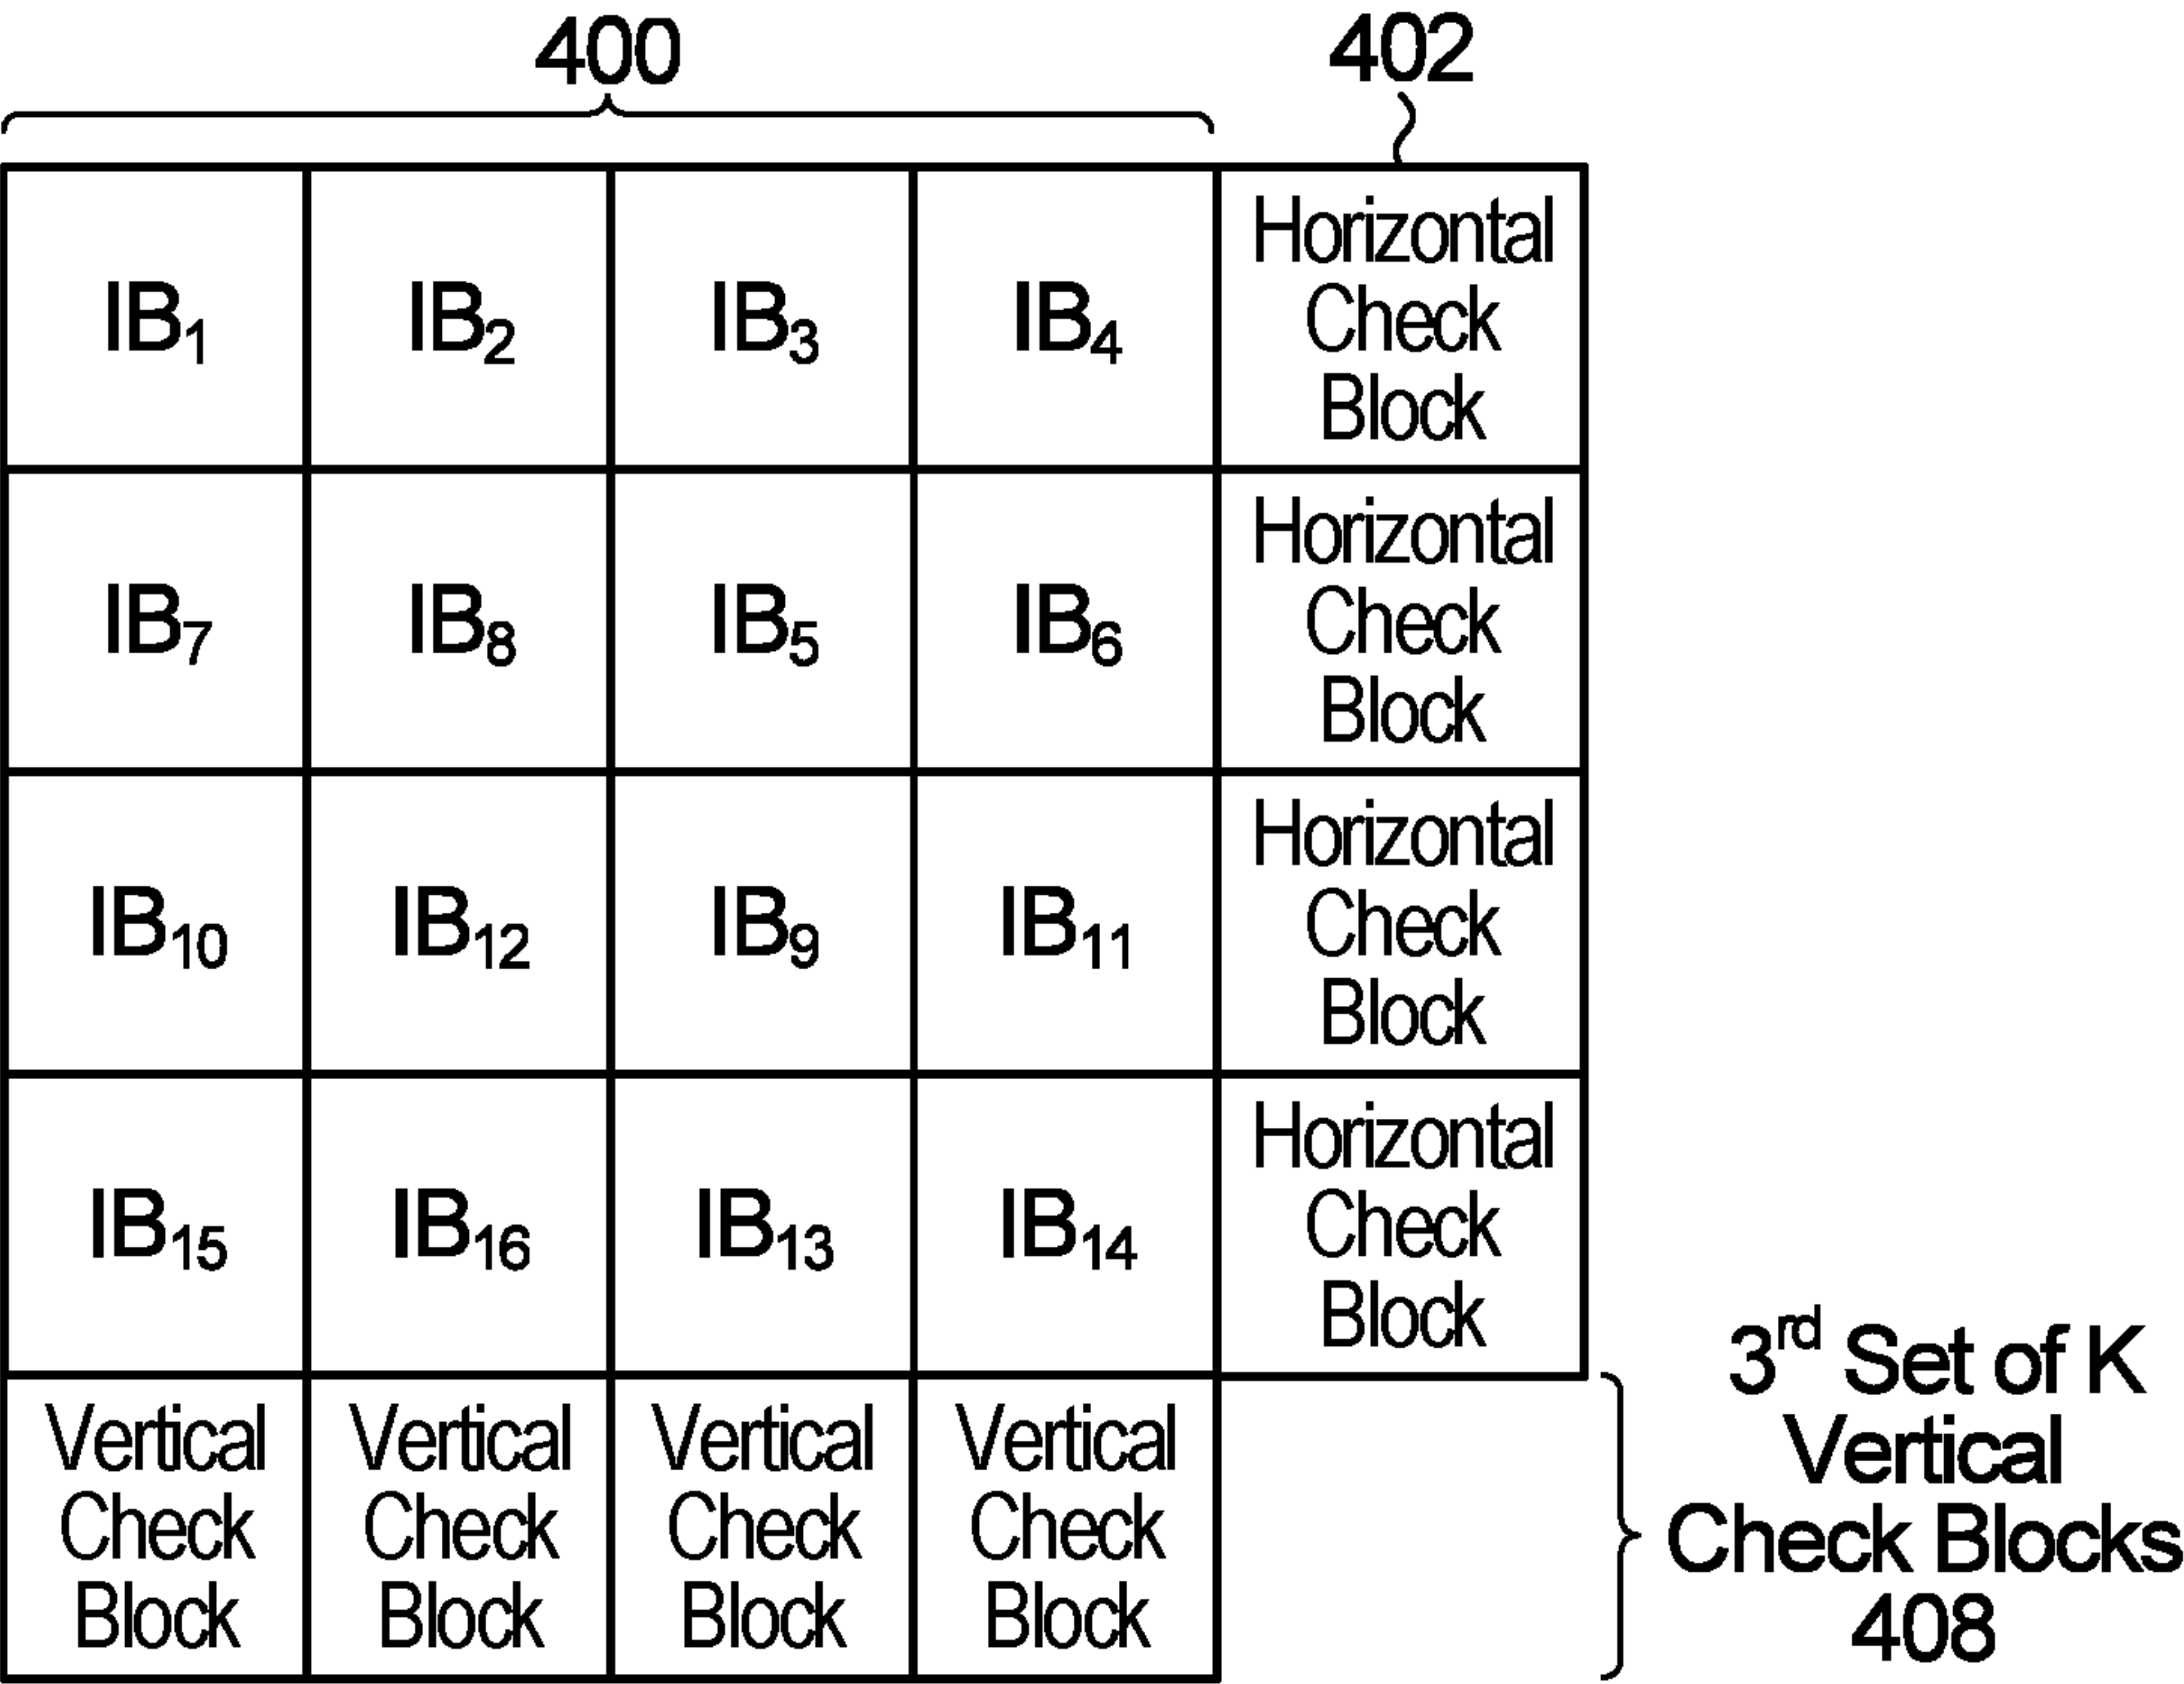 400 402
IB1 IB2 IB3 IB4 Horizontal Check Block
IB7 IB8 IB5 IB6 Horizontal Check Block
IB10 IB12 IB9 IB11 Horizontal Check Block
IB15 IB16 IB13 IB14 Horizontal Check Block
Vertical Check Block Vertical Check Block Vertical Check Block Vertical Check Block
3rd Set of K
Vertical
Check Blocks
408